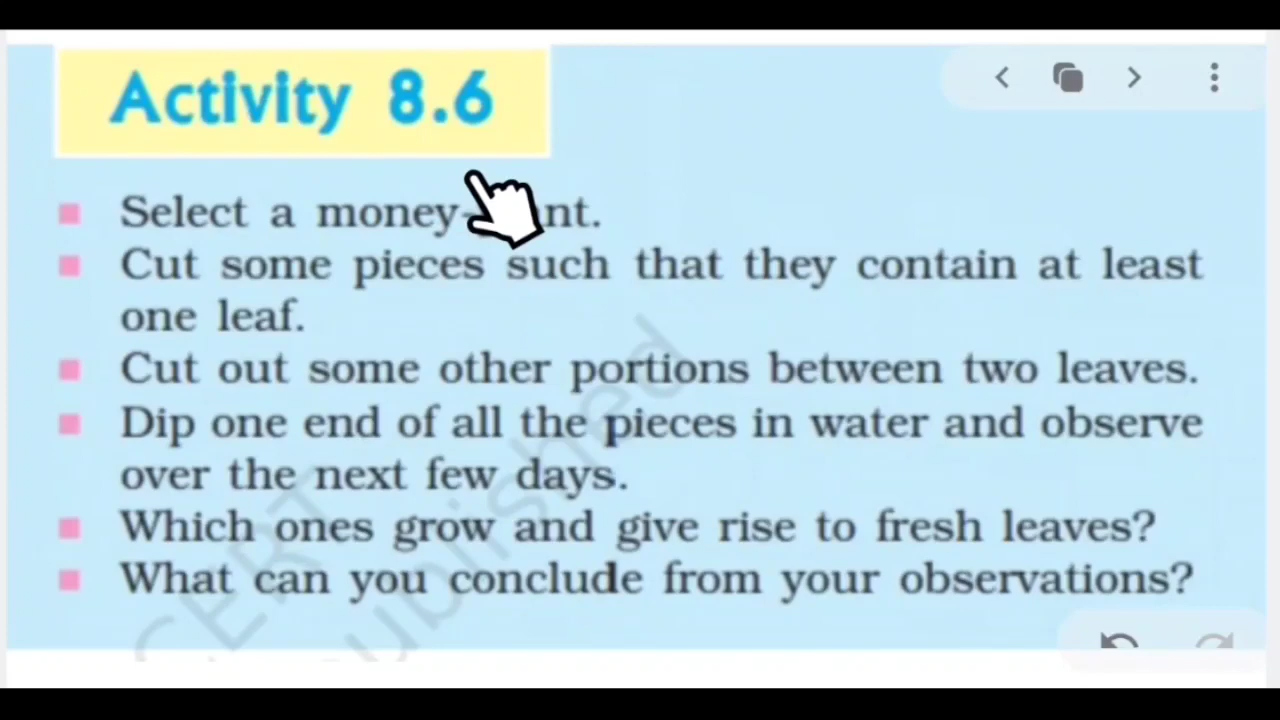 Activity 8.6
Select a money-
Cut some pieces such that they contain at least
one leaf.
Cut out some other portions between two leaves.
Dip one end of all the pieces in water and observe
over the next few days.
Which ones grow and give rise to fresh leaves?
What can you conclude from your observations?